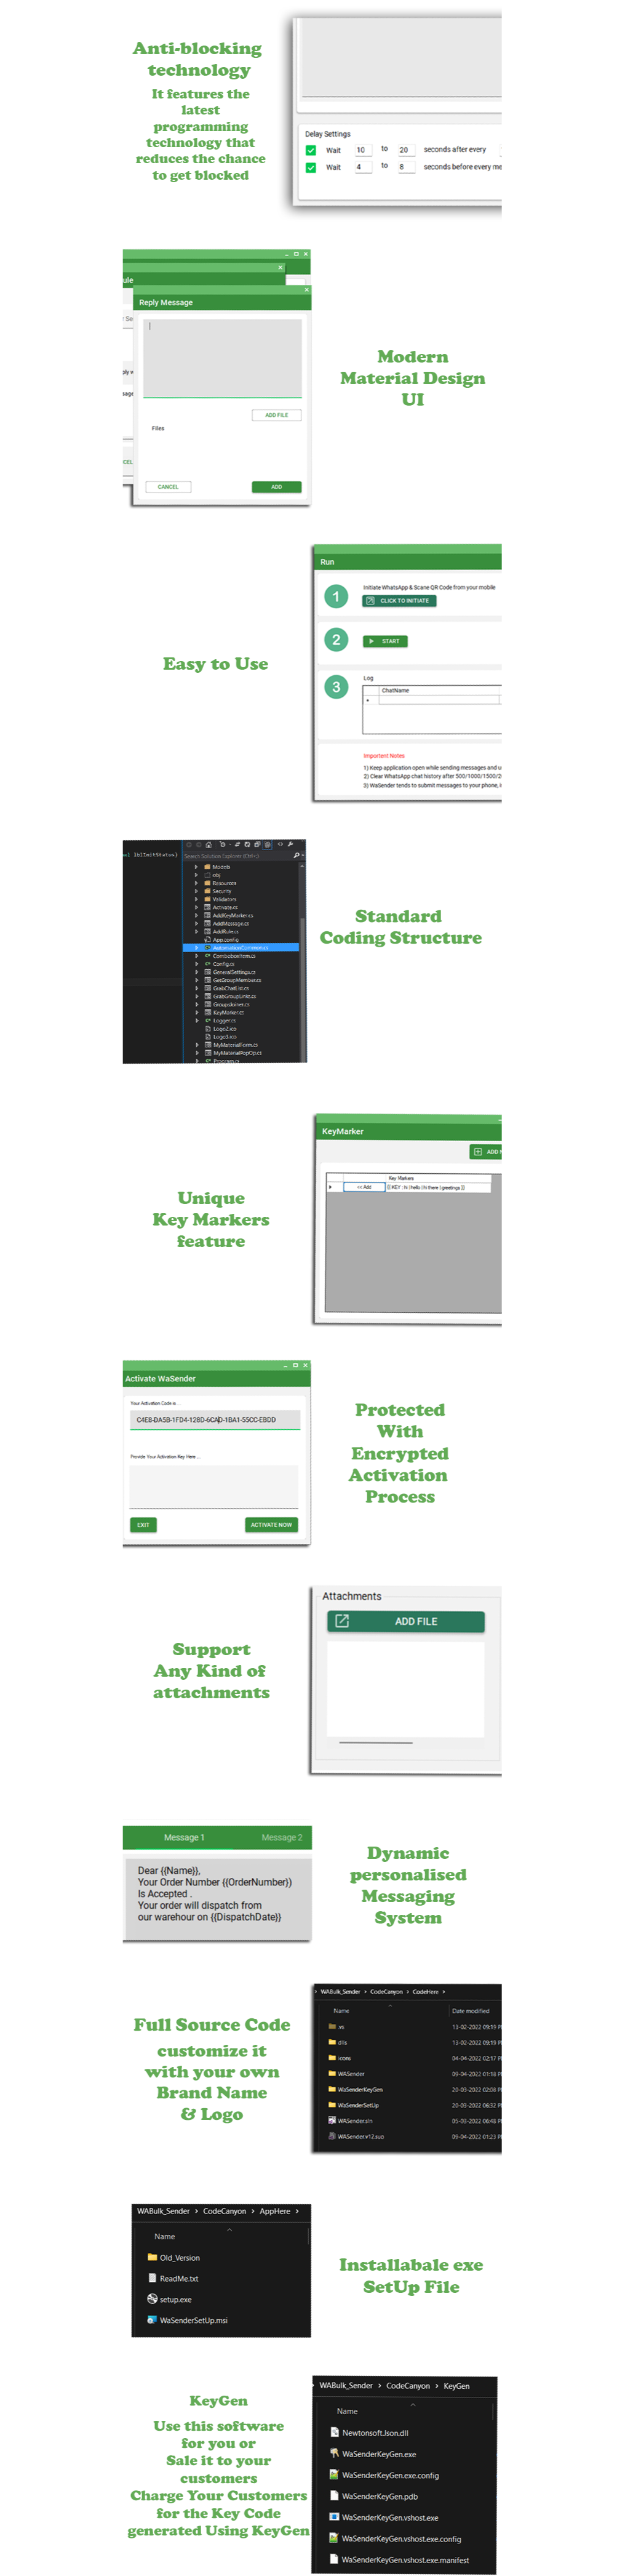 Anti-blocking
technology
It features the
latest
programming
technology that
reduces the chance
to get blocked
Delay Settings
Wait 10 to 20 seconds after every
Wait 4 to 8 seconds before every me
ule
Reply Message
ADD FILE
Files
CANCEL ADD
Modern
Material Design
UI
Easy to Use
Run
1
Initiate WhatsApp & Scane QR Code from your mobile
CLICK TO INITIATE
2
START
3
Log
ChatName
Importent Notes
1) Keep application open while sending messages and u
2) Clear WhatsApp chat history after 500/1000/1500/2
3) WaSender tends to submit messages to your phone,
lblInitStatus)
Search Solution Explorer (Ctrl+;)
Models
obj
Resources
Security
Validators
Activate.cs
AddKeyMarker.cs
AddMessage.cs
AddRule.cs
App.config
AutomationCommon.cs
ComboboxItem.cs
Config.cs
GeneralSettings.cs
GetGroupMember.cs
GrabChatList.cs
GrabGroupLinks.cs
GroupsJoiner.cs
KeyMarker.cs
Logger.cs
Logo2.ico
Logo3.ico
MyMaterialForm.cs
MyMaterialPopOp.cs
Program.cs
Standard
Coding Structure
Unique
Key Markers
feature
KeyMarker
ADD N
Key Markers
<< Add {{ KEY : Hi | hello | hi there | greetings }}
Activate WaSender
Your Activation Code is ...
C4E8-DA5B-1FD4-128D-6CAD-1BA1-55CC-EBDD
Provide Your Activation Key Here ...
EXIT ACTIVATE NOW
Protected
With
Encrypted
Activation
Process
Support
Any Kind of
attachments
Attachments
ADD FILE
Message 1 Message 2
Dear {{Name}},
Your Order Number {{OrderNumber}}
Is Accepted .
Your order will dispatch from
our warehour on {{DispatchDate}}
Dynamic
personalised
Messaging
System
Full Source Code
customize it
with your own
Brand Name
& Logo
WABulk_Sender › CodeCanyon › CodeHere ›
Name Date modified
.vs 13-02-2022 09:19 P
dlls 13-02-2022 09:19 P
icons 04-04-2022 02:17 P
WASender 09-04-2022 01:18 P
WaSenderKeyGen 20-03-2022 02:08 P
WaSenderSetUp 20-03-2022 06:32 P
WASender.sln 05-03-2022 06:48 P
WASender.v12.suo 09-04-2022 01:23 P
WABulk_Sender › CodeCanyon › AppHere ›
Name
Old_Version
ReadMe.txt
setup.exe
WaSenderSetUp.msi
Installabale exe
SetUp File
KeyGen
Use this software
for you or
Sale it to your
customers
Charge Your Customers
for the Key Code
generated Using KeyGen
WABulk_Sender › CodeCanyon › KeyGen
Name
Newtonsoft.Json.dll
WaSenderKeyGen.exe
WaSenderKeyGen.exe.config
WaSenderKeyGen.pdb
WaSenderKeyGen.vshost.exe
WaSenderKeyGen.vshost.exe.config
WaSenderKeyGen.vshost.exe.manifest